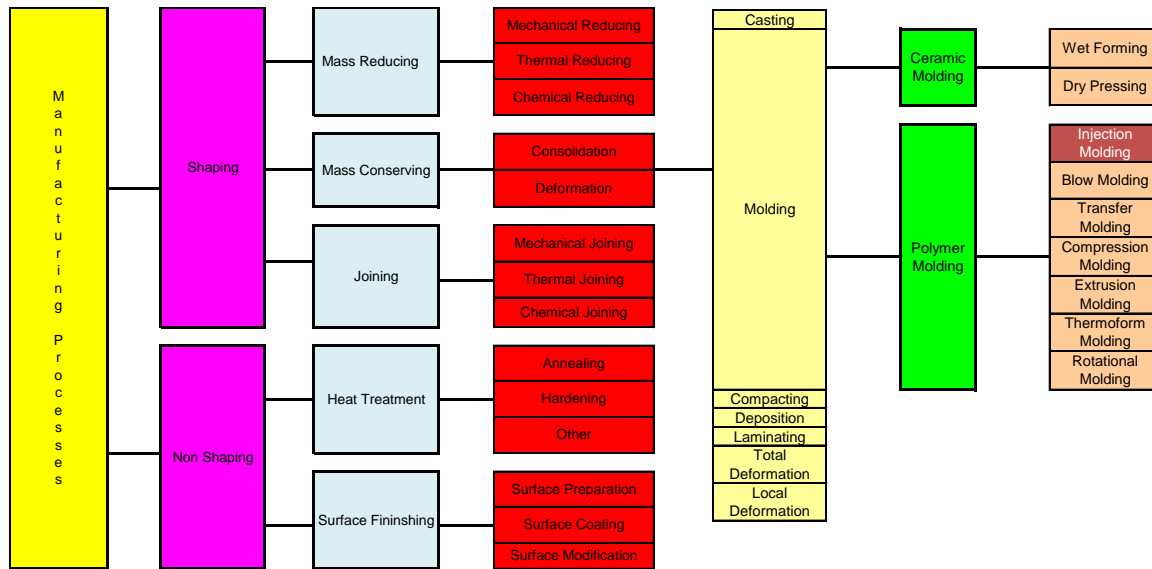 Manufacturing Processes
Shaping
Non Shaping
Mass Reducing
Mass Conserving
Joining
Heat Treatment
Surface Fininshing
Mechanical Reducing
Thermal Reducing
Chemical Reducing
Consolidation
Deformation
Mechanical Joining
Thermal Joining
Chemical Joining
Annealing
Hardening
Other
Surface Preparation
Surface Coating
Surface Modification
Casting
Molding
Compacting
Deposition
Laminating
Total
Deformation
Local
Deformation
Ceramic
Molding
Polymer
Molding
Wet Forming
Dry Pressing
Injection
Molding
Blow Molding
Transfer
Molding
Compression
Molding
Extrusion
Molding
Thermoform
Molding
Rotational
Molding